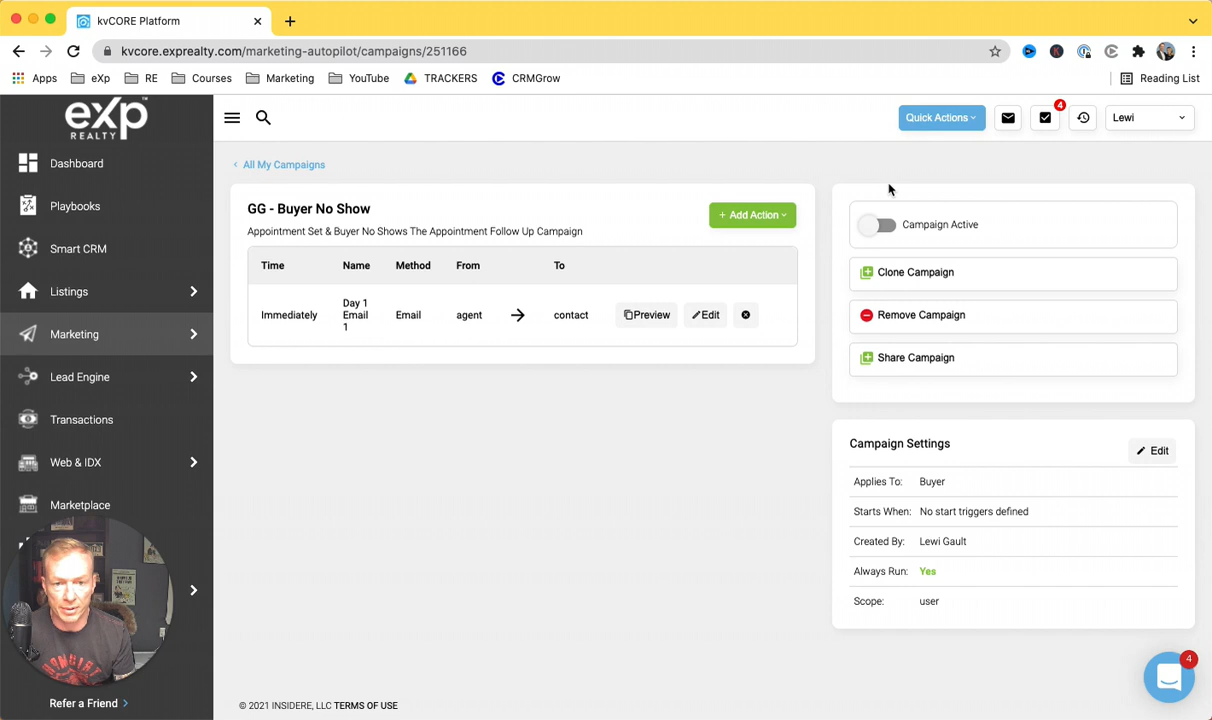 kvCORE Platform
kvcore.exprealty.com/marketing-autopilot/campaigns/251166
Apps eXp RE Courses Marketing YouTube TRACKERS CRMGrow Reading List
eXp
REALTY
TM
Dashboard
Playbooks
Smart CRM
Listings
Marketing
Lead Engine
Transactions
Web & IDX
Marketplace
Refer a Friend
Quick Actions
4
Lewi
All My Campaigns
GG - Buyer No Show
Appointment Set & Buyer No Shows The Appointment Follow Up Campaign
+ Add Action
Time Name Method From To
Immediately Day 1 Email agent contact Preview Edit
Email
1
Campaign Active
Clone Campaign
Remove Campaign
Share Campaign
Campaign Settings
Edit
Applies To: Buyer
Starts When: No start triggers defined
Created By: Lewi Gault
Always Run: Yes
Scope: user
4
© 2021 INSIDERE, LLC TERMS OF USE